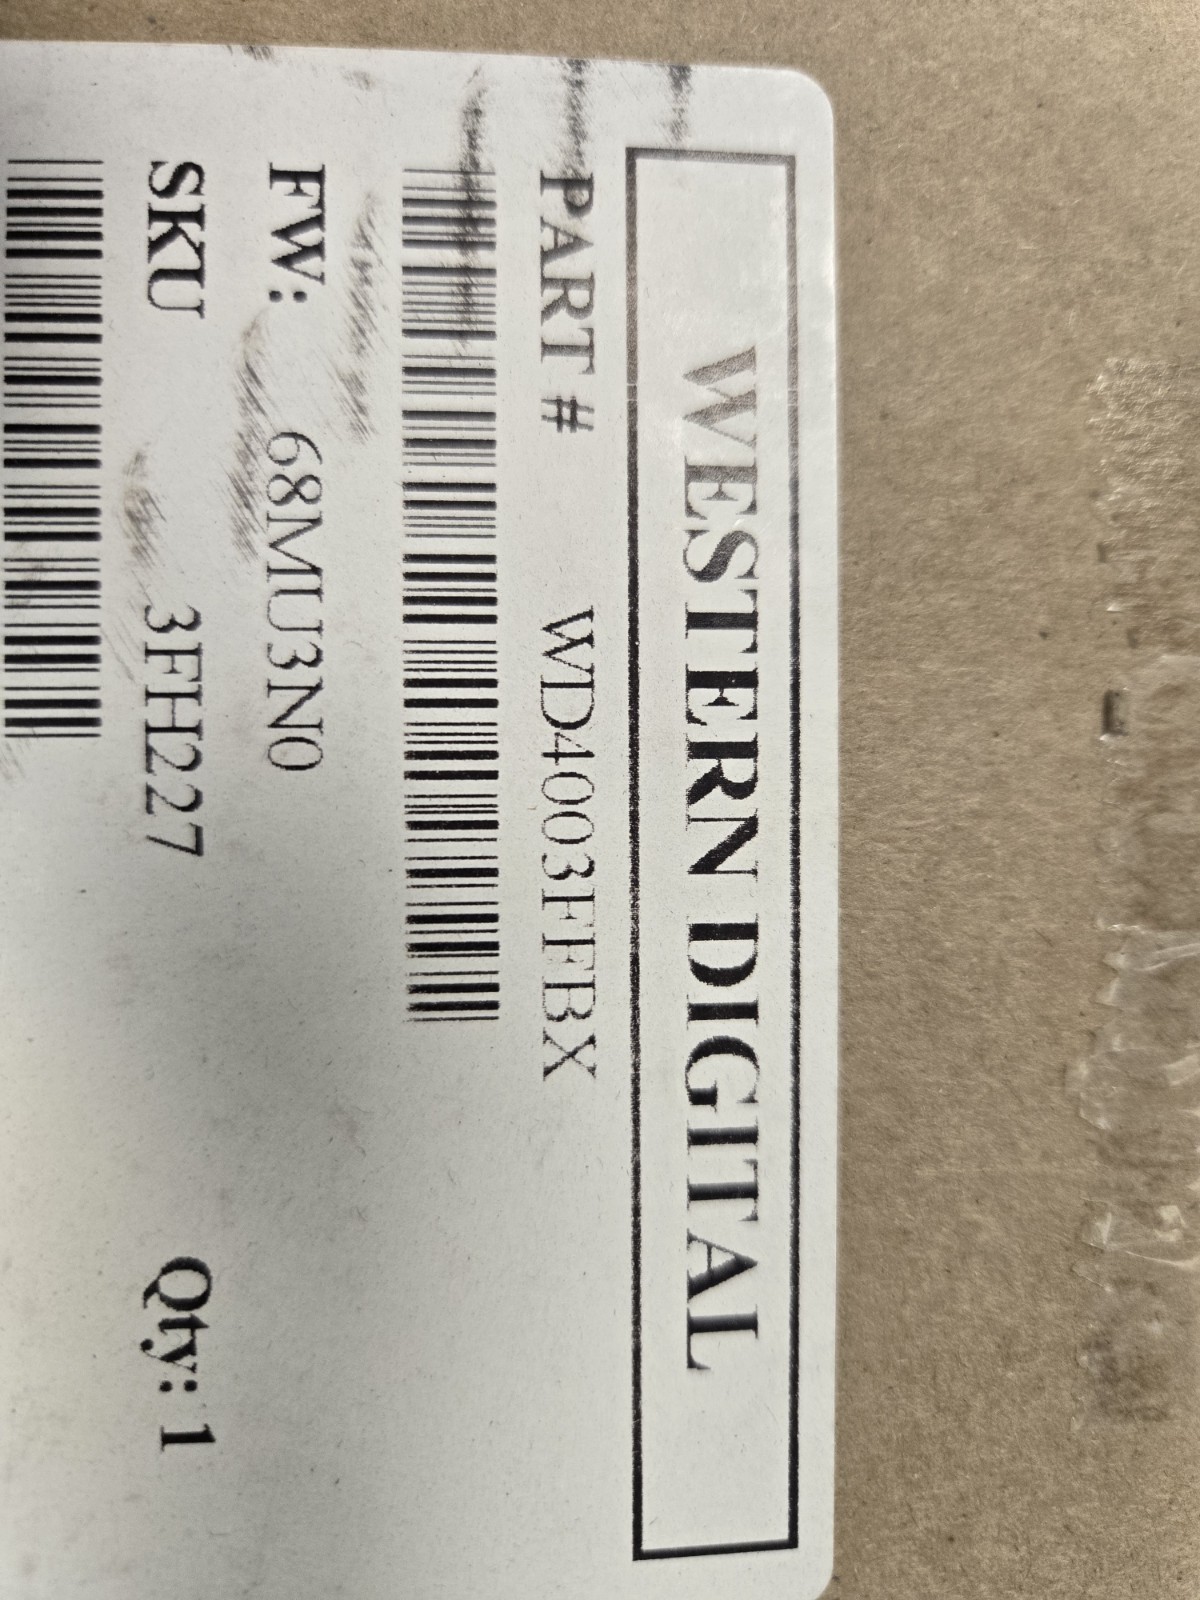 WESTERN DIGITAL
PART # WD4003FFBX
FW: 68MU3N0
SKU 3FH227 Qty: 1